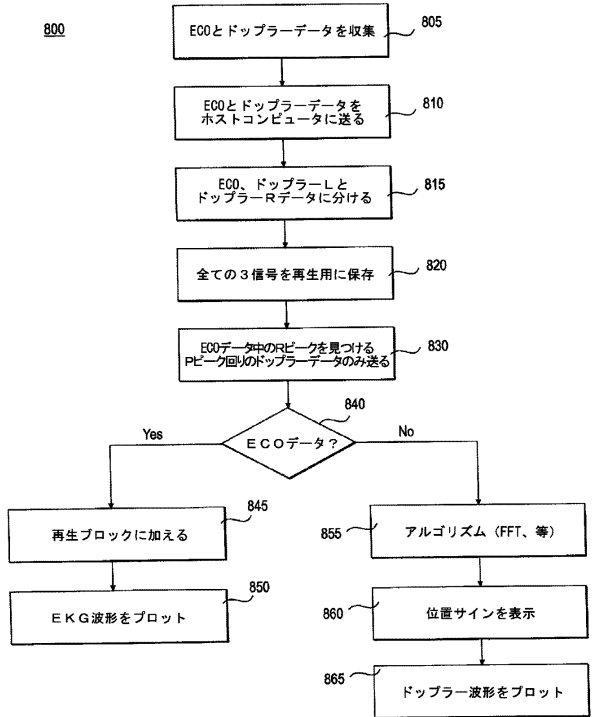 800
ECOとドップラーデータを収集
805
ECOとドップラーデータを
ホストコンピュータに送る
810
ECO、ドップラーLと
ドップラーRデータに分ける
815
全ての3信号を再生用に保存
820
ECOデータ中のRピークを見つける
Pピーク回りのドップラーデータのみ送る
830
840
ECOデータ?
Yes
No
845
再生ブロックに加える
850
EKG波形をプロット
855
アルゴリズム(FFT、等)
860
位置サインを表示
865
ドップラー波形をプロット